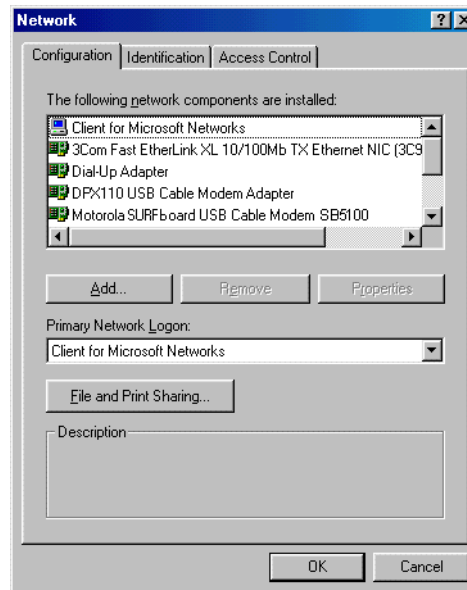 Network
Configuration Identification Access Control
The following network components are installed:
Client for Microsoft Networks
3Com Fast EtherLink XL 10/100Mb TX Ethernet NIC (3C9
Dial-Up Adapter
DPX110 USB Cable Modem Adapter
Motorola SURFboard USB Cable Modem SB5100
Add... Remove Properties
Primary Network Logon:
Client for Microsoft Networks
File and Print Sharing...
Description
OK Cancel